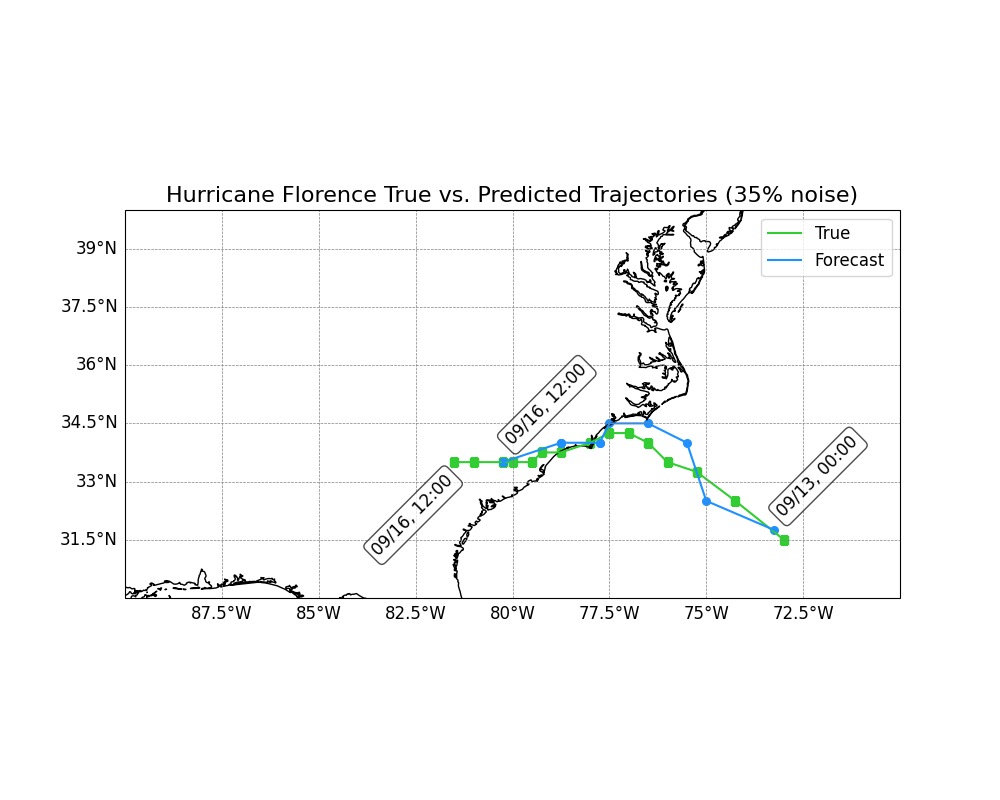 Hurricane Florence True vs. Predicted Trajectories (35% noise)
True
Forecast
39°N
37.5°N
36°N
34.5°N
33°N
31.5°N
09/16, 12:00
09/16, 12:00
09/13, 00:00
87.5°W
85°W
82.5°W
80°W
77.5°W
75°W
72.5°W